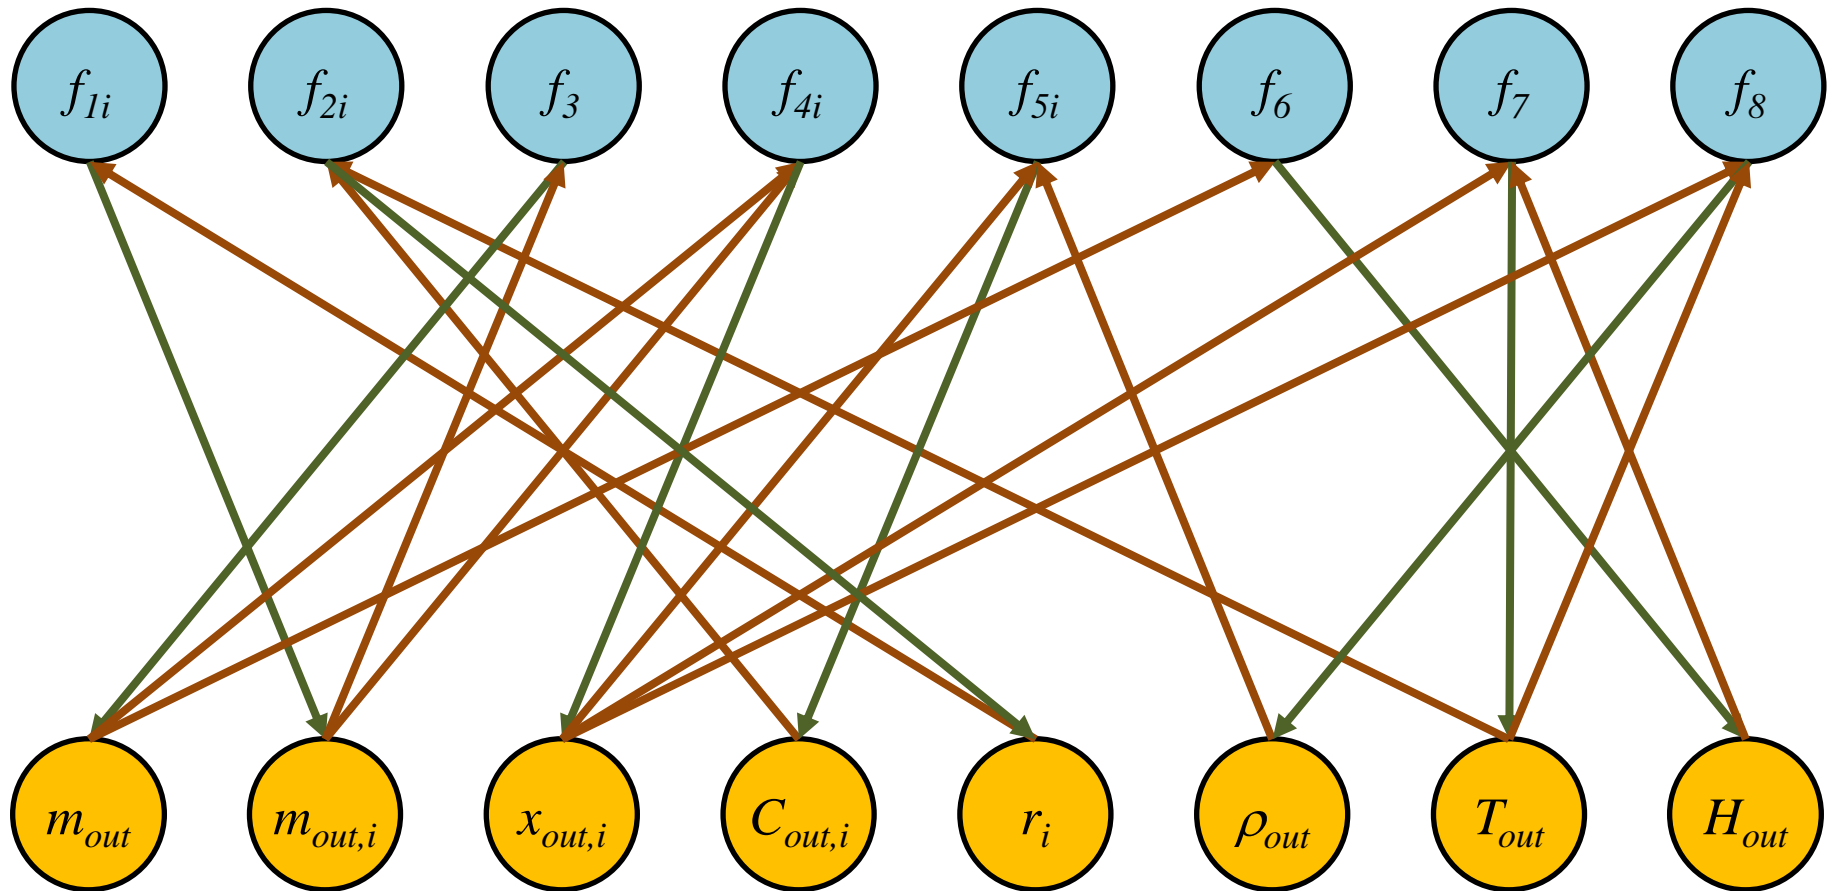 f1i f2i f3 f4i f5i f6 f7 f8
mout mout,i xout,i Cout,i ri ρout Tout Hout